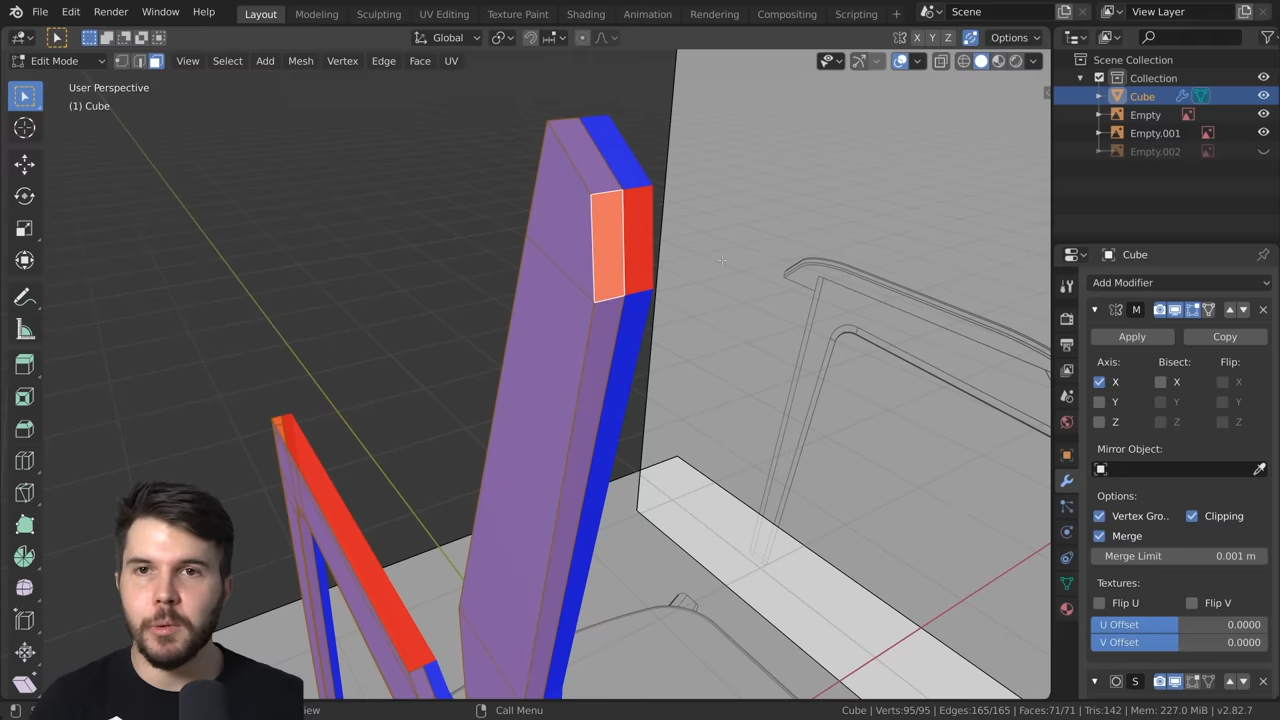 File Edit Render Window Help Layout Modeling Sculpting UV Editing Texture Paint Shading Animation Rendering Compositing Scripting + Scene View Layer
Global X Y Z Options
Edit Mode View Select Add Mesh Vertex Edge Face UV
User Perspective
(1) Cube
Scene Collection
Collection
Cube
Empty
Empty.001
Empty.002
Cube
Add Modifier
M
Apply Copy
Axis: Bisect: Flip:
X X X
Y Y Y
Z Z Z
Mirror Object:
Options:
Vertex Gro.. Clipping
Merge
Merge Limit 0.001 m
Textures:
Flip U Flip V
U Offset 0.0000
V Offset 0.0000
S
Call Menu Cube | Verts:95/95 | Edges:165/165 | Faces:71/71 | Tris:142 | Mem: 227.0 MiB | v2.82.7